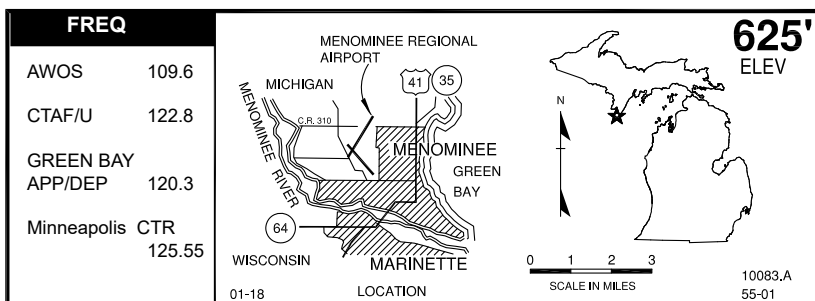 FREQ
AWOS 109.6
CTAF/U 122.8
GREEN BAY
APP/DEP 120.3
Minneapolis CTR
125.55
MENOMINEE REGIONAL
AIRPORT
MICHIGAN
41
35
C.R. 310
MENOMINEE RIVER
MENOMINEE
GREEN
BAY
64
WISCONSIN
MARINETTE
01-18
LOCATION
625'
ELEV
N
0 1 2 3
SCALE IN MILES
10083.A
55-01